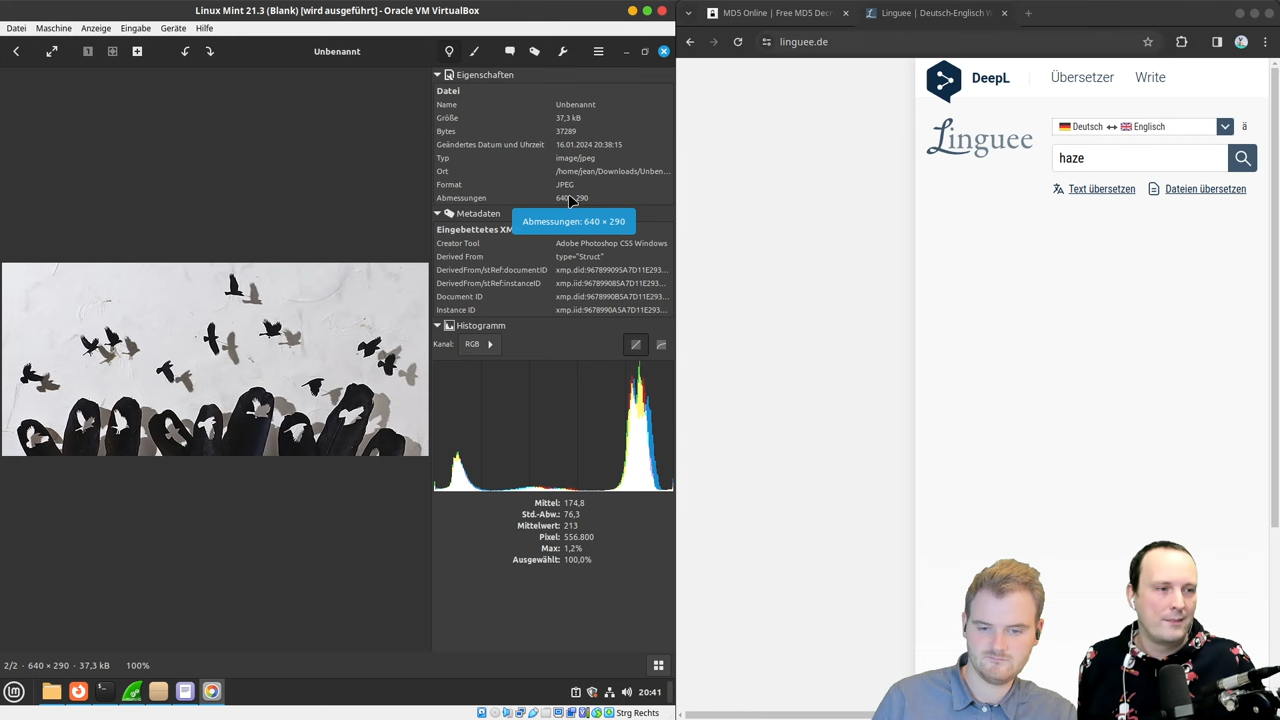 Linux Mint 21.3 (Blank) [wird ausgeführt] - Oracle VM VirtualBox
Datei Maschine Anzeige Eingabe Geräte Hilfe
Unbenannt
Eigenschaften
Datei
Name Unbenannt
Größe 37,3 kB
Bytes 37289
Geändertes Datum und Uhrzeit 16.01.2024 20:38:15
Typ image/jpeg
Ort /home/jean/Downloads/Unben...
Format JPEG
Abmessungen 640 × 290
Abmessungen: 640 × 290
Metadaten
Eingebettetes XM
Creator Tool Adobe Photoshop CS5 Windows
Derived From type="Struct"
DerivedFrom/stRef:documentID xmp.did:967899095A7D11E293...
DerivedFrom/stRef:instanceID xmp.iid:967899085A7D11E293...
Document ID xmp.did:9678990B5A7D11E293...
Instance ID xmp.iid:9678990A5A7D11E293...
Histogramm
Kanal: RGB
Mittel: 174,8
Std.-Abw.: 76,3
Mittelwert: 213
Pixel: 556.800
Max: 1,2%
Ausgewählt: 100,0%
2/2 · 640 × 290 · 37,3 kB 100%
20:41
Strg Rechts
MD5 Online | Free MD5 Decr
Linguee | Deutsch-Englisch W
linguee.de
DeepL Übersetzer Write
Linguee
Deutsch ↔ Englisch ä
haze
Text übersetzen Dateien übersetzen